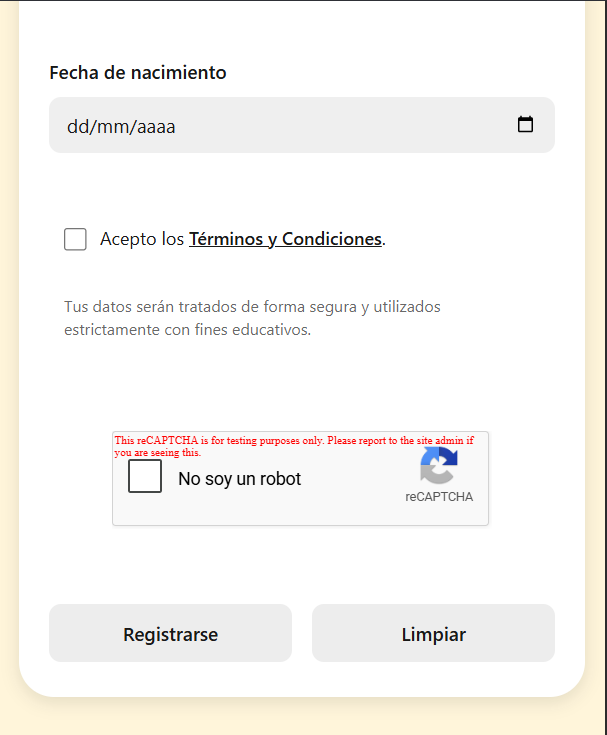 Fecha de nacimiento
dd/mm/aaaa
Acepto los Términos y Condiciones.
Tus datos serán tratados de forma segura y utilizados
estrictamente con fines educativos.
This reCAPTCHA is for testing purposes only. Please report to the site admin if
you are seeing this.
No soy un robot
reCAPTCHA
Registrarse
Limpiar